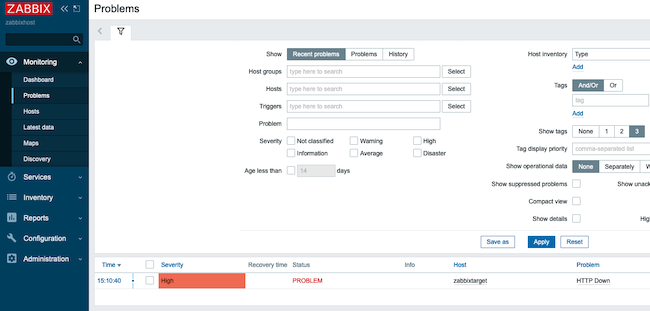 ZABBIX
zabbixhost
Monitoring
Dashboard
Problems
Hosts
Latest data
Maps
Discovery
Services
Inventory
Reports
Configuration
Administration
Problems
Show Recent problems Problems History
Host groups type here to search Select
Hosts type here to search Select
Triggers type here to search Select
Problem
Severity Not classified Warning High
Information Average Disaster
Age less than 14 days
Host inventory Type
Add
Tags And/Or Or
tag
Add
Show tags None 1 2 3
Tag display priority comma-separated list
Show operational data None Separately W
Show suppressed problems Show unack
Compact view
Show details Hig
Save as Apply Reset
Time Severity Recovery time Status Info Host Problem
15:10:40 High PROBLEM zabbixtarget HTTP Down